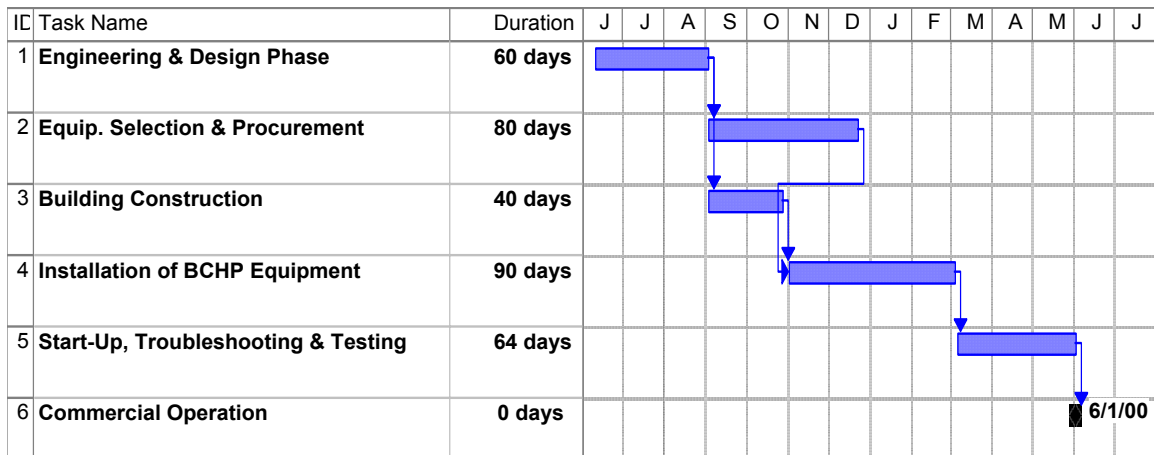 ID Task Name Duration J J A S O N D J F M A M J J
1 Engineering & Design Phase 60 days
2 Equip. Selection & Procurement 80 days
3 Building Construction 40 days
4 Installation of BCHP Equipment 90 days
5 Start-Up, Troubleshooting & Testing 64 days
6 Commercial Operation 0 days 6/1/00